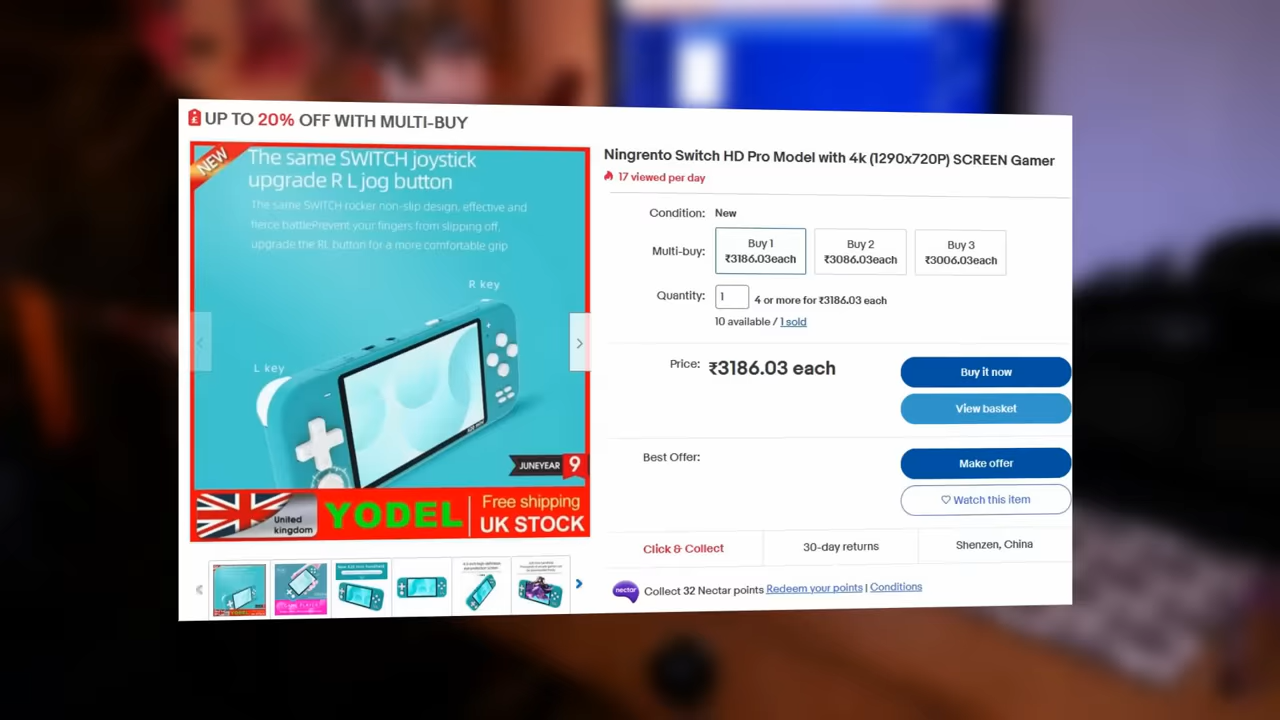 UP TO 20% OFF WITH MULTI-BUY
NEW
The same SWITCH joystick
upgrade R L jog button
The same SWITCH rocker non-slip design, effective and
fierce battlePrevent your fingers from slipping off,
upgrade the RL button for a more comfortable grip
R key
L key
JUNEYEAR 9
United
kingdom
YODEL
Free shipping
UK STOCK
Ningrento Switch HD Pro Model with 4k (1290x720P) SCREEN Gamer
17 viewed per day
Condition: New
Multi-buy:
Buy 1
₹3186.03each
Buy 2
₹3086.03each
Buy 3
₹3006.03each
Quantity: 1 4 or more for ₹3186.03 each
10 available / 1 sold
Price: ₹3186.03 each
Buy it now
View basket
Best Offer:
Make offer
Watch this item
Click & Collect
30-day returns
Shenzen, China
nectar
Collect 32 Nectar points Redeem your points | Conditions